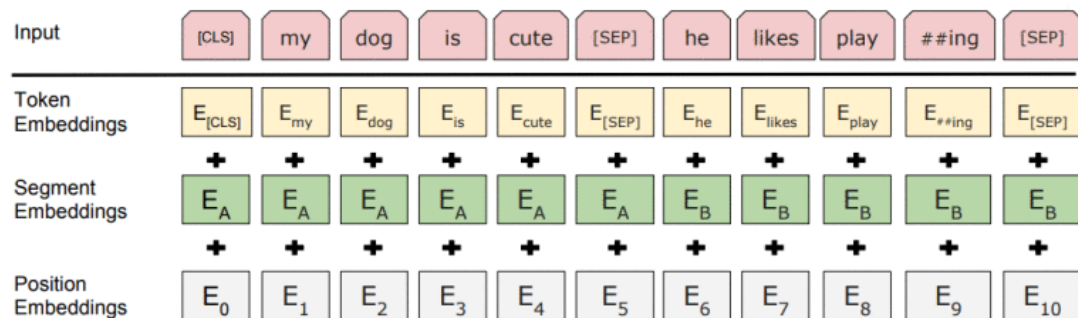 Input [CLS] my dog is cute [SEP] he likes play ##ing [SEP]
Token Embeddings E[CLS] Emy Edog Eis Ecute E[SEP] Ehe Elikes Eplay E##ing E[SEP]
+ + + + + + + + + + +
Segment Embeddings EA EA EA EA EA EA EB EB EB EB EB
+ + + + + + + + + + +
Position Embeddings E0 E1 E2 E3 E4 E5 E6 E7 E8 E9 E10